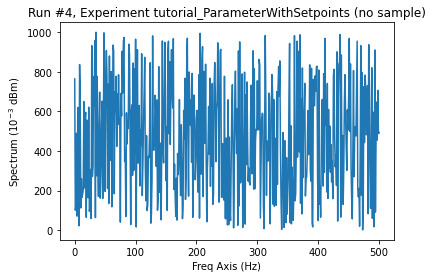 Run #4, Experiment tutorial_ParameterWithSetpoints (no sample)
1000
800
600
400
200
0
Spectrum (10⁻³ dBm)
0 100 200 300 400 500
Freq Axis (Hz)